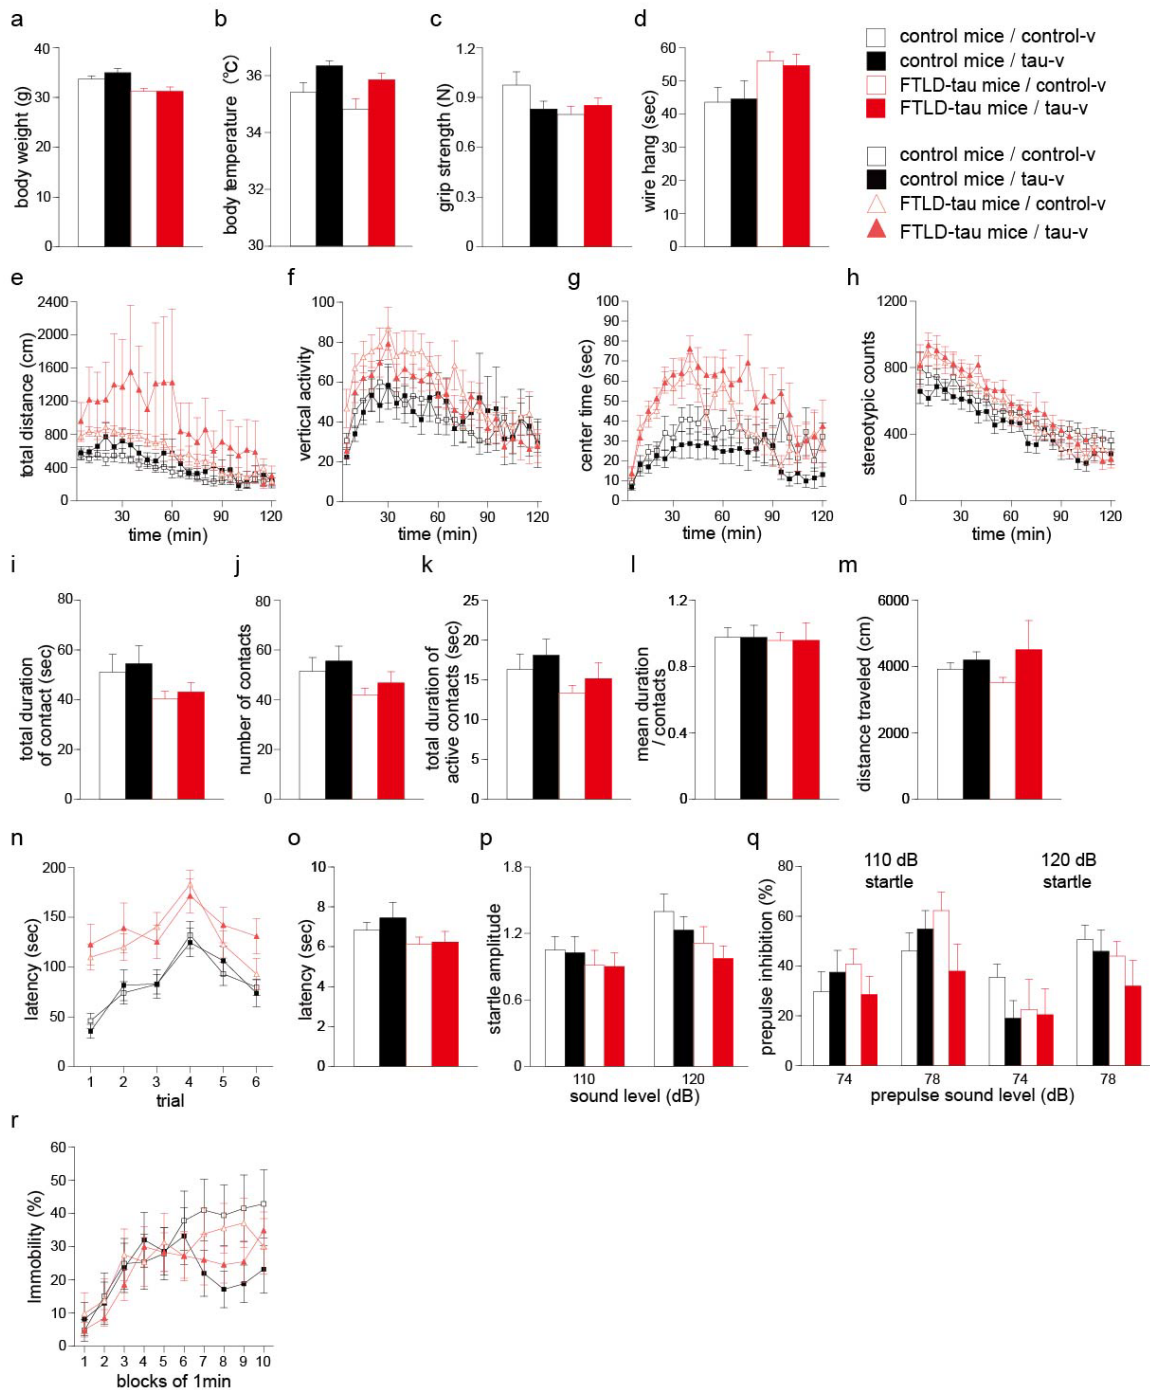 a
b
c
d
control mice / control-v
control mice / tau-v
FTLD-tau mice / control-v
FTLD-tau mice / tau-v
control mice / control-v
control mice / tau-v
FTLD-tau mice / control-v
FTLD-tau mice / tau-v
body weight (g)
40
30
20
10
0
body temperature (℃)
36
34
32
30
grip strength (N)
1.2
0.9
0.6
0.3
0
wire hang (sec)
60
50
40
30
20
10
0
e
f
g
h
total distance (cm)
2400
2000
1600
1200
800
400
0
30 60 90 120
time (min)
vertical activity
100
80
60
40
20
0
30 60 90 120
time (min)
center time (sec)
100
90
80
70
60
50
40
30
20
10
0
30 60 90 120
time (min)
stereotypic counts
1200
800
400
0
30 60 90 120
time (min)
i
j
k
l
m
total duration
of contact (sec)
80
60
40
20
0
number of contacts
80
60
40
20
0
total duration of
active contacts (sec)
25
20
15
10
5
0
mean duration
/ contacts
1.2
0.8
0.4
0
distance traveled (cm)
6000
4000
2000
0
n
o
p
q
latency (sec)
200
150
100
50
0
1 2 3 4 5 6
trial
latency (sec)
10
8
6
4
2
0
startle amplitude
1.8
1.2
0.6
0
110 120
sound level (dB)
prepulse inhibition (%)
80
60
40
20
0
110 dB
startle
120 dB
startle
74 78 74 78
prepulse sound level (dB)
r
Immobility (%)
60
50
40
30
20
10
0
1 2 3 4 5 6 7 8 9 10
blocks of 1min